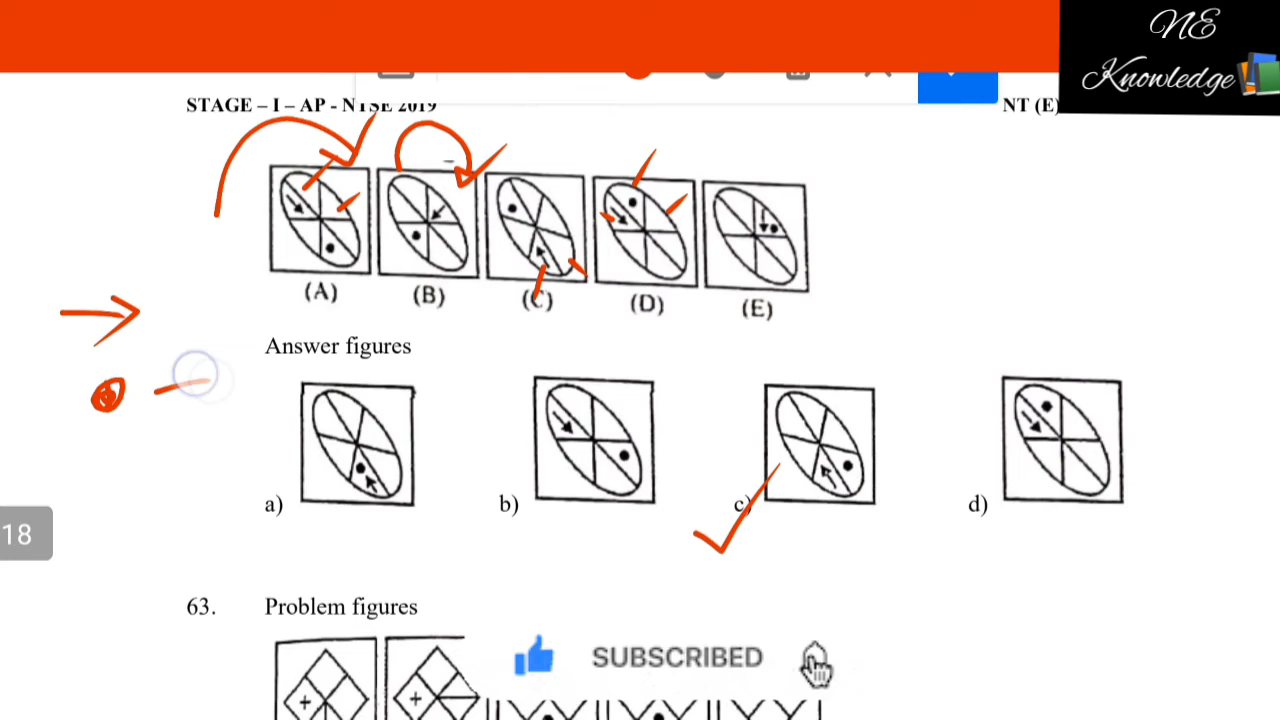 NE
Knowledge
STAGE – I – AP - NTSE 2019
NT (E)
(A) (B) (C) (D) (E)
Answer figures
a) b) c) d)
18
63. Problem figures
SUBSCRIBED